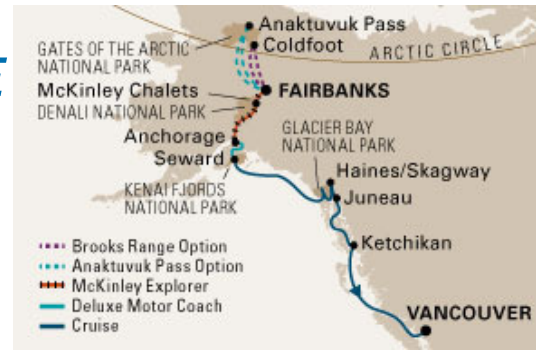 Anaktuvuk Pass
Coldfoot
GATES OF THE ARCTIC
NATIONAL PARK
ARCTIC CIRCLE
McKinley Chalets
FAIRBANKS
DENALI NATIONAL PARK
Anchorage
Seward
GLACIER BAY
NATIONAL PARK
Haines/Skagway
KENAI FJORDS
NATIONAL PARK
Juneau
Ketchikan
Brooks Range Option
Anaktuvuk Pass Option
McKinley Explorer
Deluxe Motor Coach
Cruise
VANCOUVER